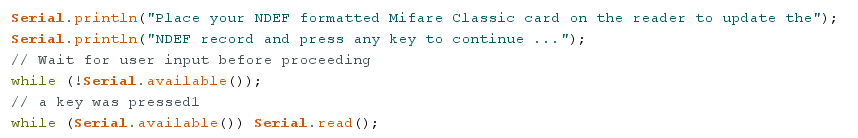 Serial.println("Place your NDEF formatted Mifare Classic card on the reader to update the");
Serial.println("NDEF record and press any key to continue ...");
// Wait for user input before proceeding
while (!Serial.available());
// a key was pressed1
while (Serial.available()) Serial.read();